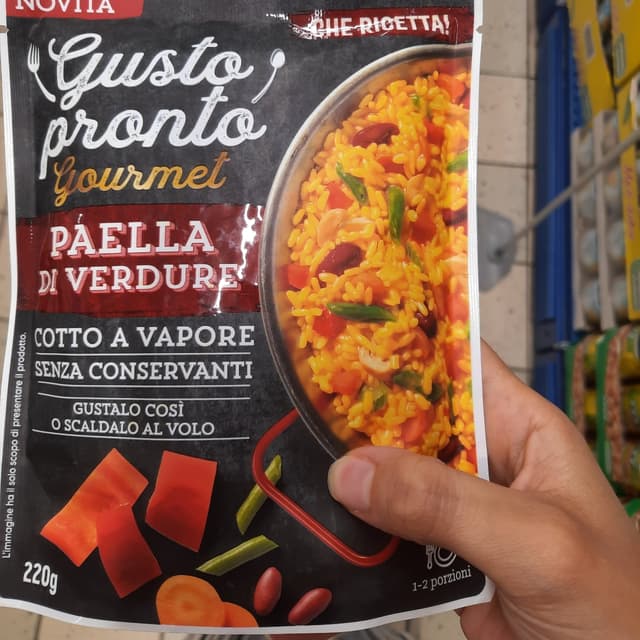 NOVITÀ
CHE RICETTA!
Gusto
pronto
Gourmet
PAELLA
DI VERDURE
COTTO A VAPORE
SENZA CONSERVANTI
GUSTALO COSÌ
O SCALDALO AL VOLO
L'immagine ha il solo scopo di presentare il prodotto.
220g
1-2 porzioni